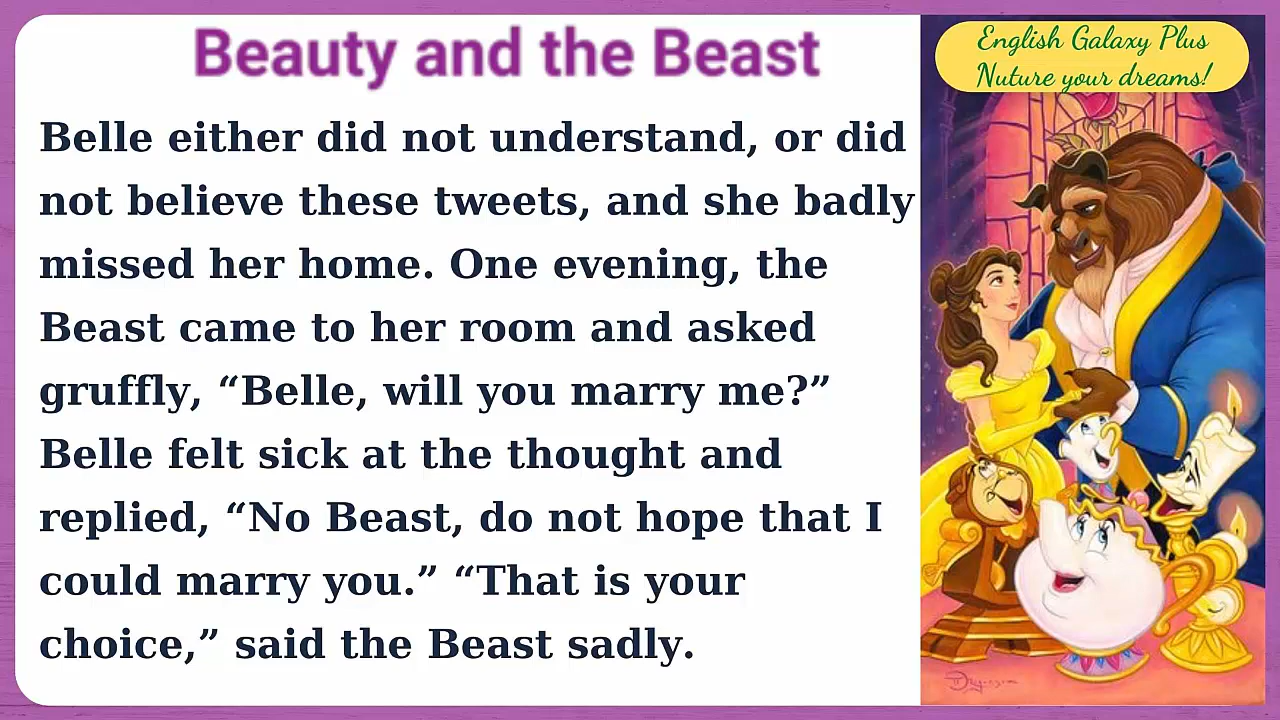 Beauty and the Beast
English Galaxy Plus
Nuture your dreams!
Belle either did not understand, or did
not believe these tweets, and she badly
missed her home. One evening, the
Beast came to her room and asked
gruffly, “Belle, will you marry me?”
Belle felt sick at the thought and
replied, “No Beast, do not hope that I
could marry you.” “That is your
choice,” said the Beast sadly.